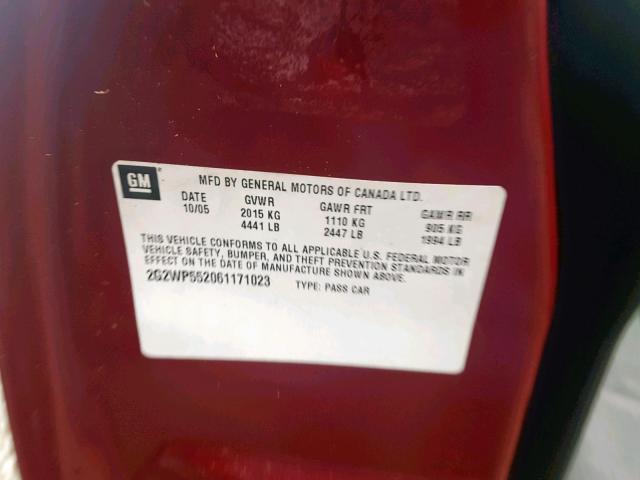 GM
MFD BY GENERAL MOTORS OF CANADA LTD.
DATE GVWR GAWR FRT GAWR RR
10/05 2015 KG 1110 KG 905 KG
4441 LB 2447 LB 1994 LB
THIS VEHICLE CONFORMS TO ALL APPLICABLE U.S. FEDERAL MOTOR
VEHICLE SAFETY, BUMPER, AND THEFT PREVENTION STANDARDS IN
EFFECT ON THE DATE OF MANUFACTURE SHOWN ABOVE.
2G2WP552061171023 TYPE: PASS CAR